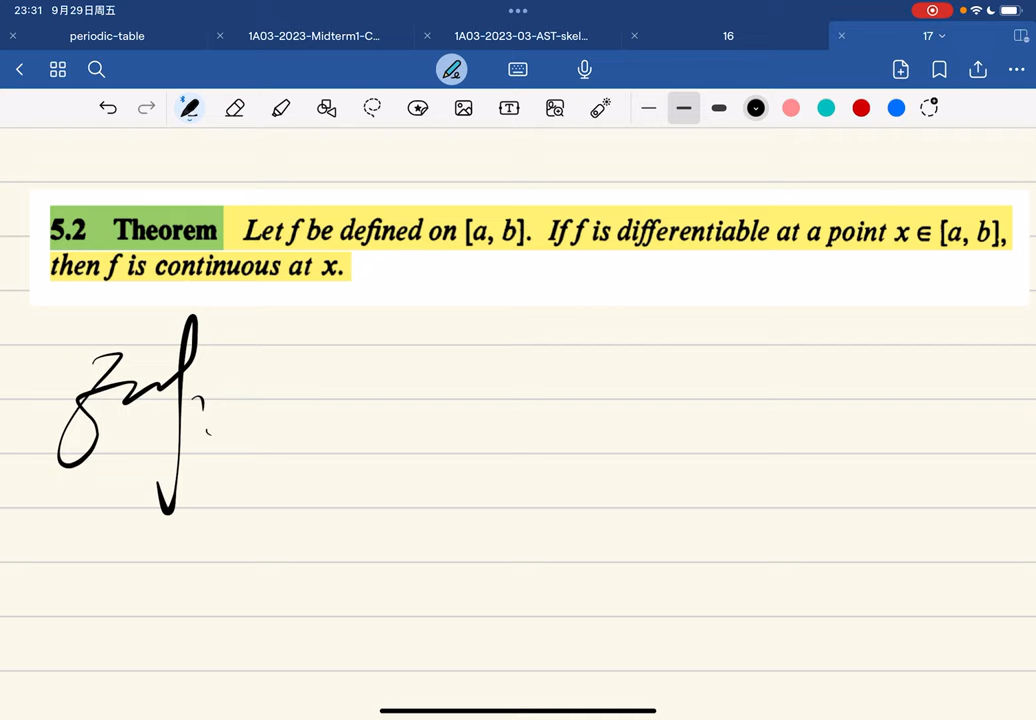 23:31 9月29日周五
periodic-table
1A03-2023-Midterm1-C...
1A03-2023-03-AST-skel...
16
17
T
5.2 Theorem Let f be defined on [a, b]. If f is differentiable at a point x ∈ [a, b],
then f is continuous at x.